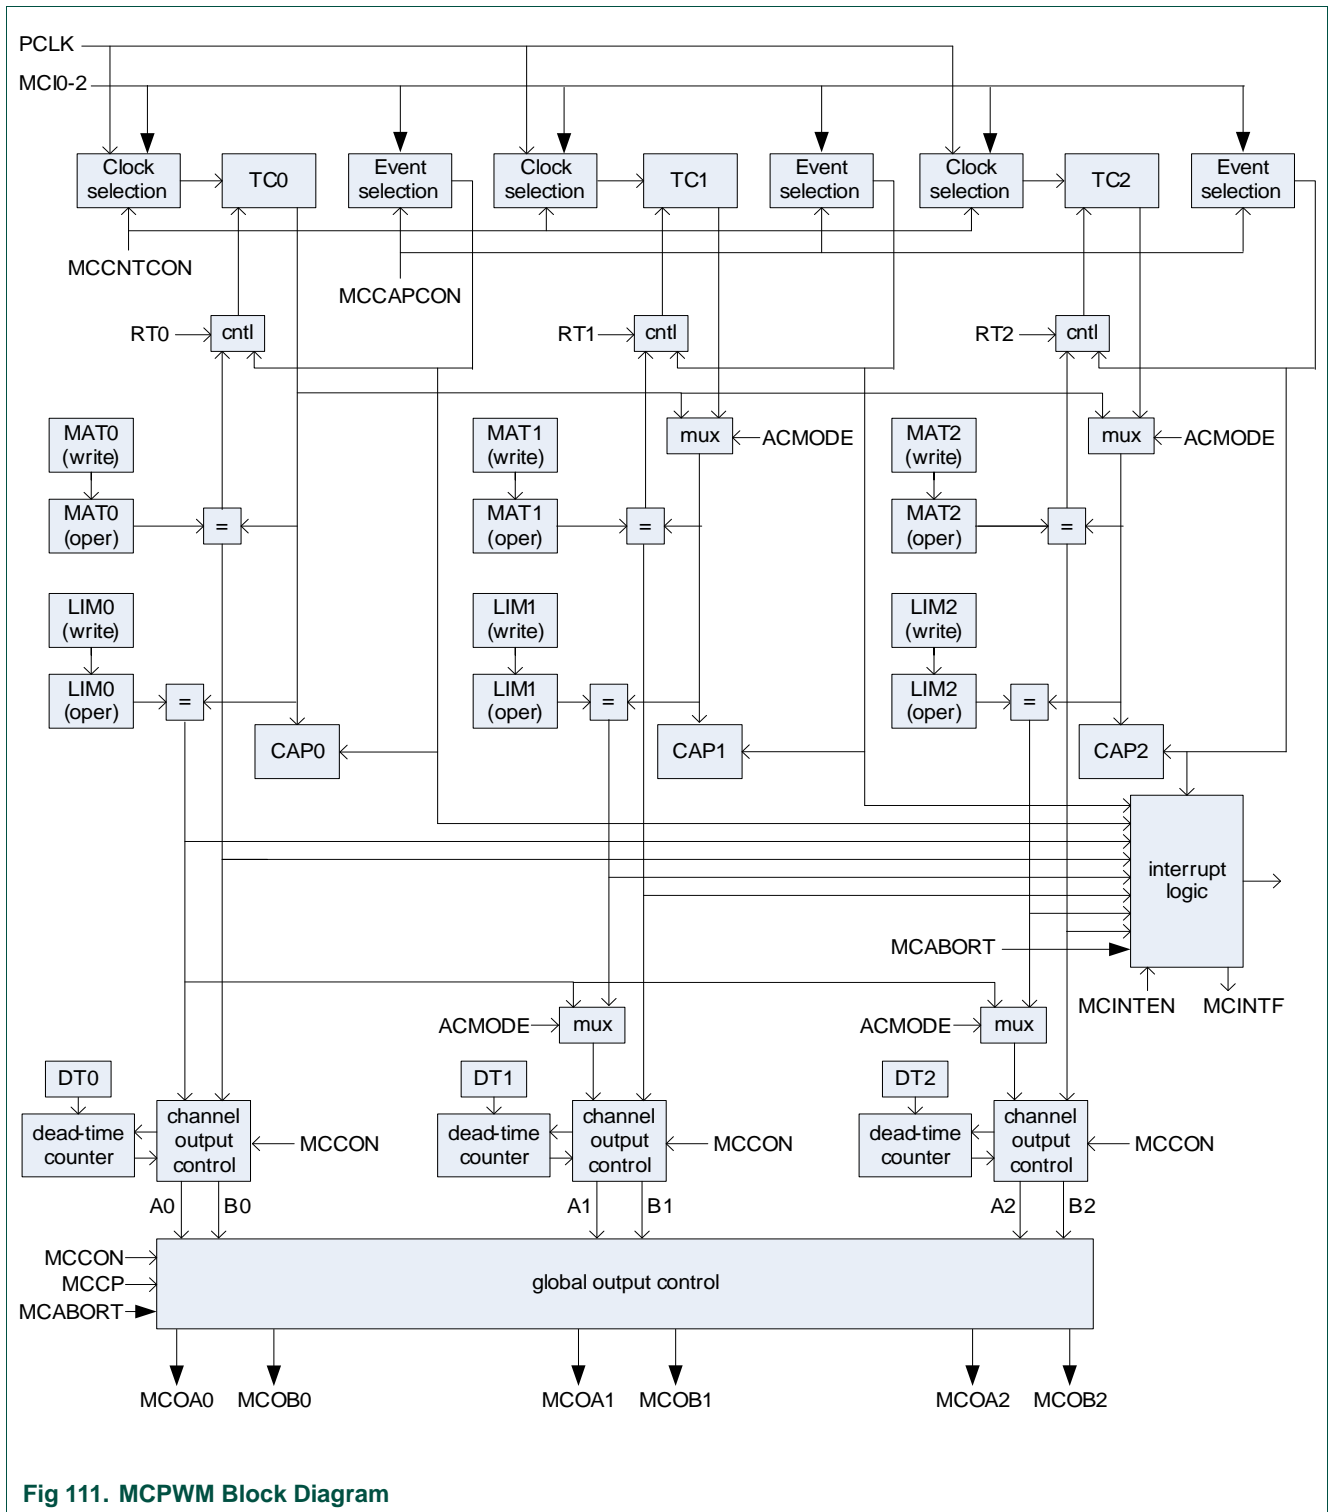 PCLK
MCI0-2
Clock
selection
TC0
Event
selection
Clock
selection
TC1
Event
selection
Clock
selection
TC2
Event
selection
MCCNTCON
MCCAPCON
RT0
cntl
RT1
cntl
RT2
cntl
MAT0
(write)
MAT1
(write)
mux
ACMODE
MAT2
(write)
mux
ACMODE
MAT0
(oper)
=
MAT1
(oper)
=
MAT2
(oper)
=
LIM0
(write)
LIM1
(write)
LIM2
(write)
LIM0
(oper)
=
LIM1
(oper)
=
LIM2
(oper)
=
CAP0
CAP1
CAP2
interrupt
logic
MCABORT
MCINTEN
MCINTF
ACMODE
mux
ACMODE
mux
DT0
DT1
DT2
dead-time
counter
channel
output
control
MCCON
dead-time
counter
channel
output
control
MCCON
dead-time
counter
channel
output
control
MCCON
A0
B0
A1
B1
A2
B2
MCCON
MCCP
MCABORT
global output control
MCOA0
MCOB0
MCOA1
MCOB1
MCOA2
MCOB2
Fig 111. MCPWM Block Diagram